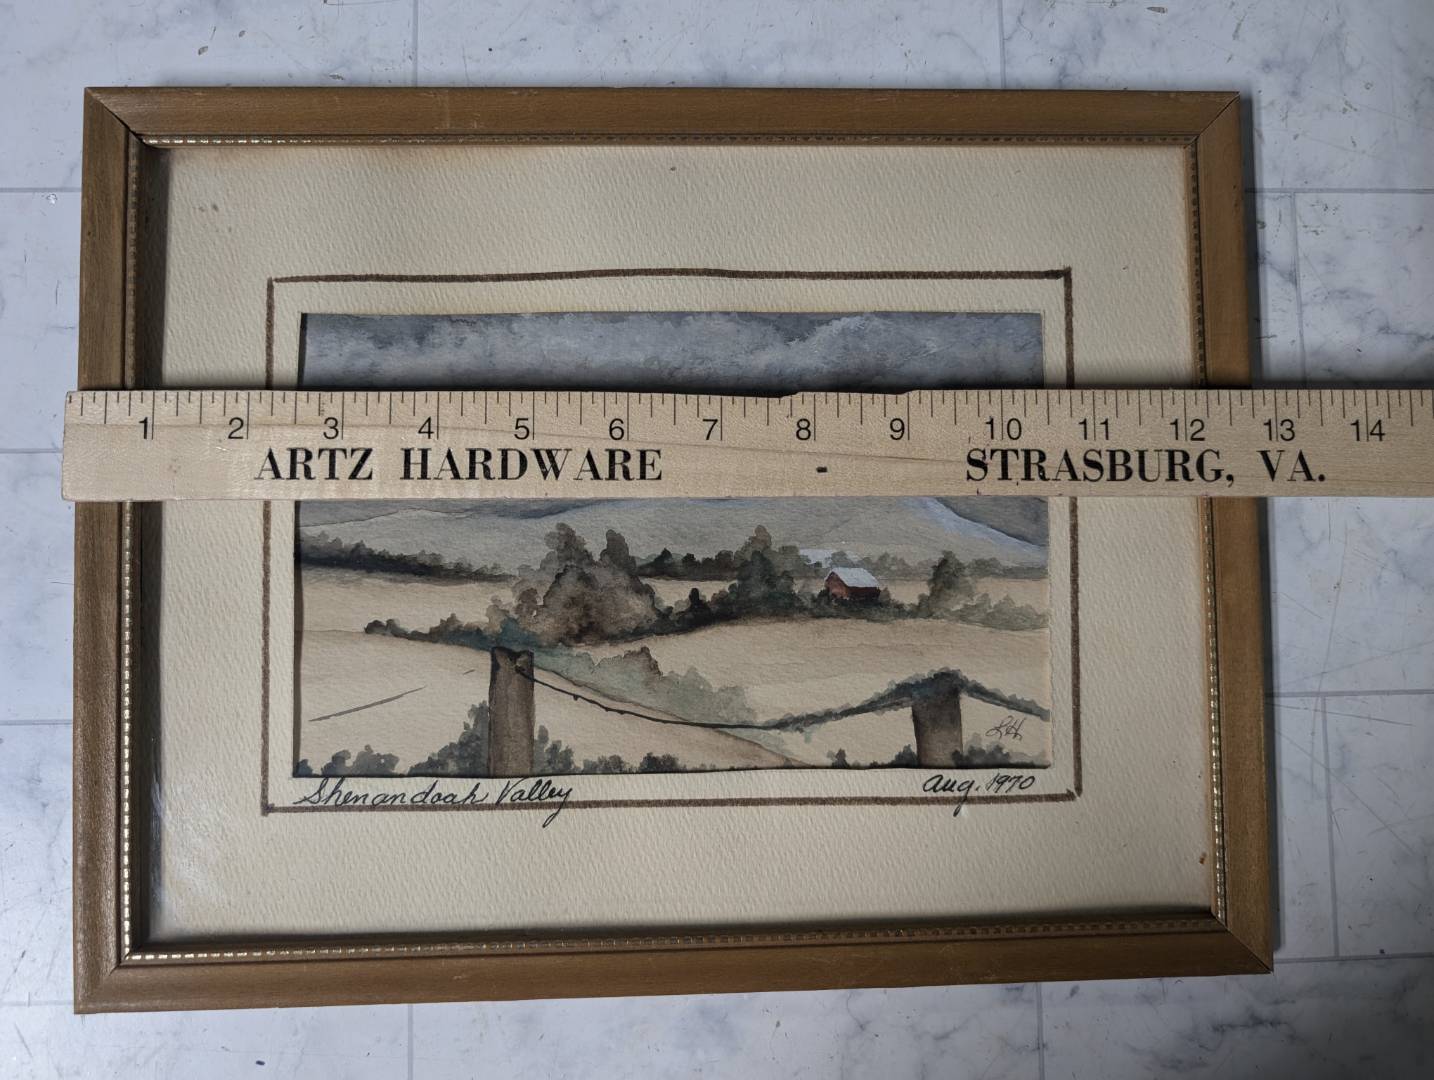 1 2 3 4 5 6 7 8 9 10 11 12 13 14
ARTZ HARDWARE - STRASBURG, VA.
LH
Shenandoah Valley Aug. 1970